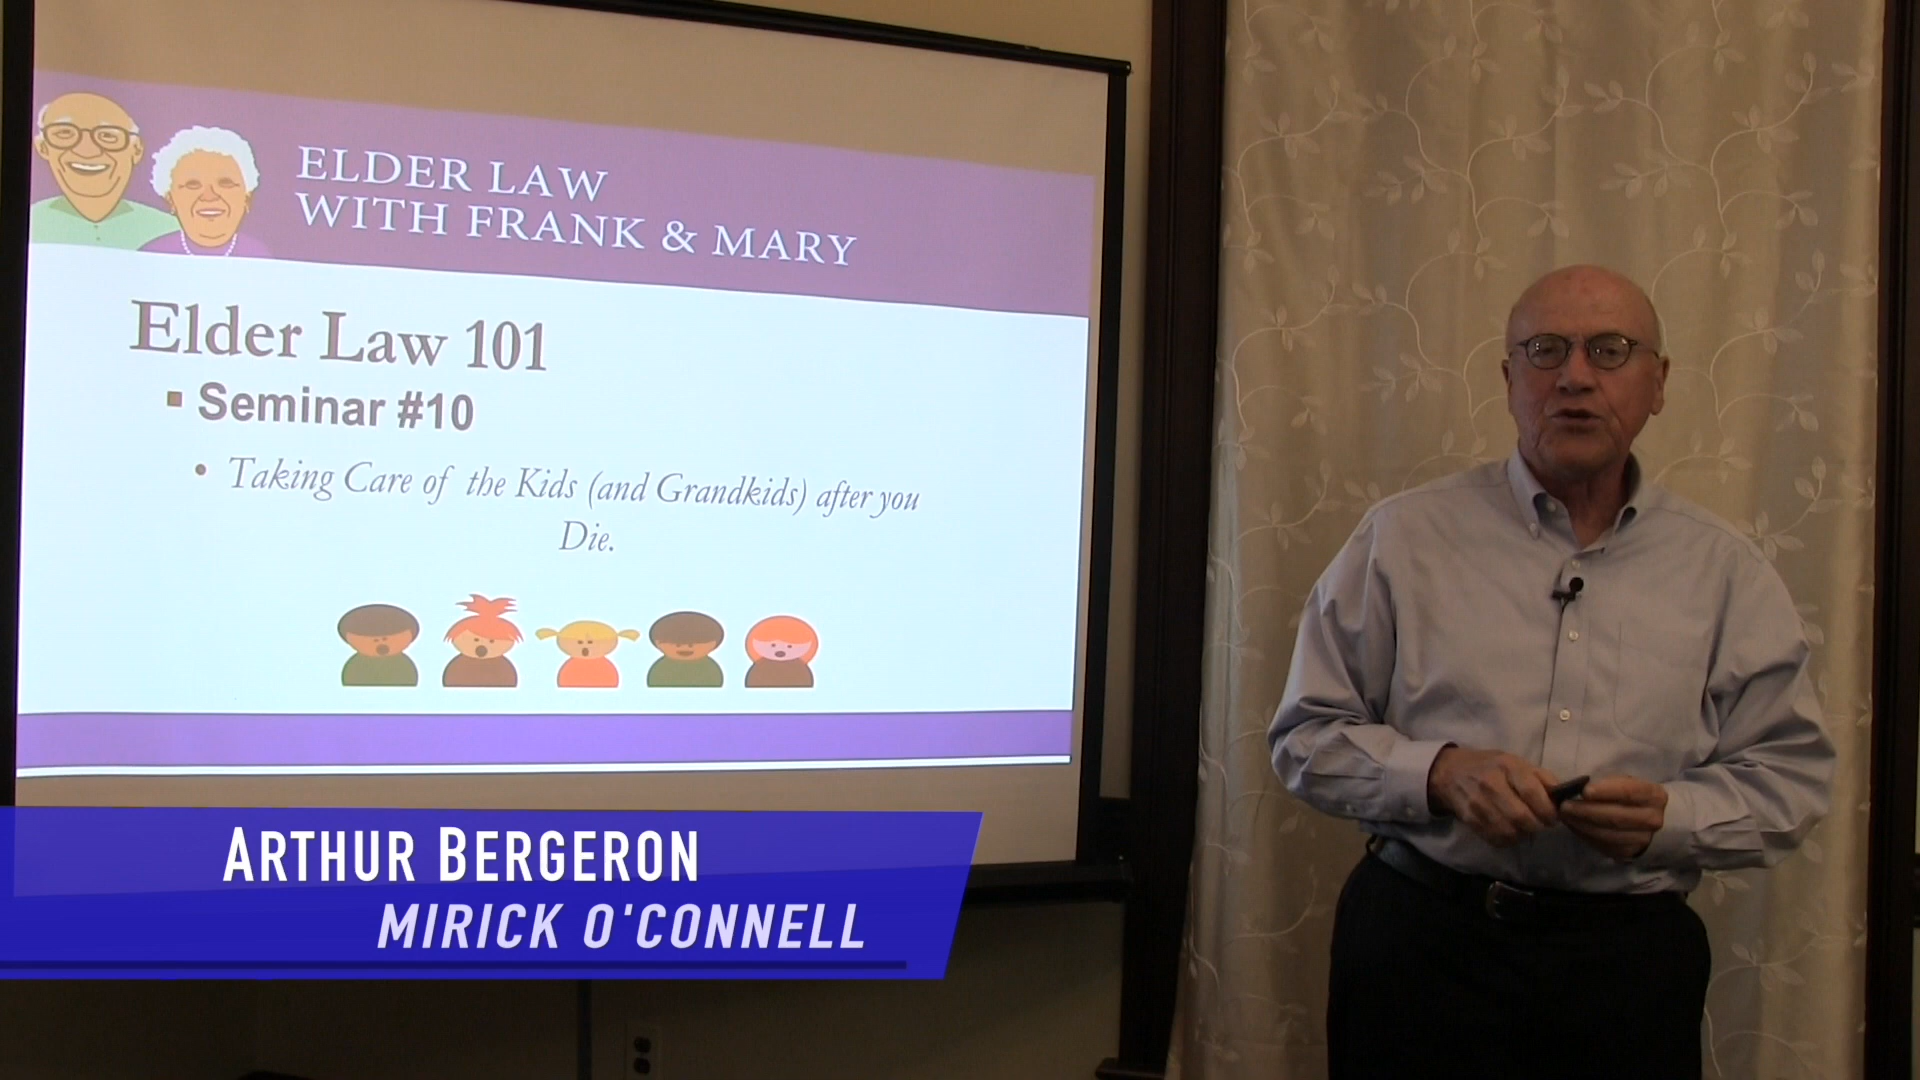 ELDER LAW
WITH FRANK & MARY
Elder Law 101
▪ Seminar #10
• Taking Care of the Kids (and Grandkids) after you
Die.
ARTHUR BERGERON
MIRICK O'CONNELL